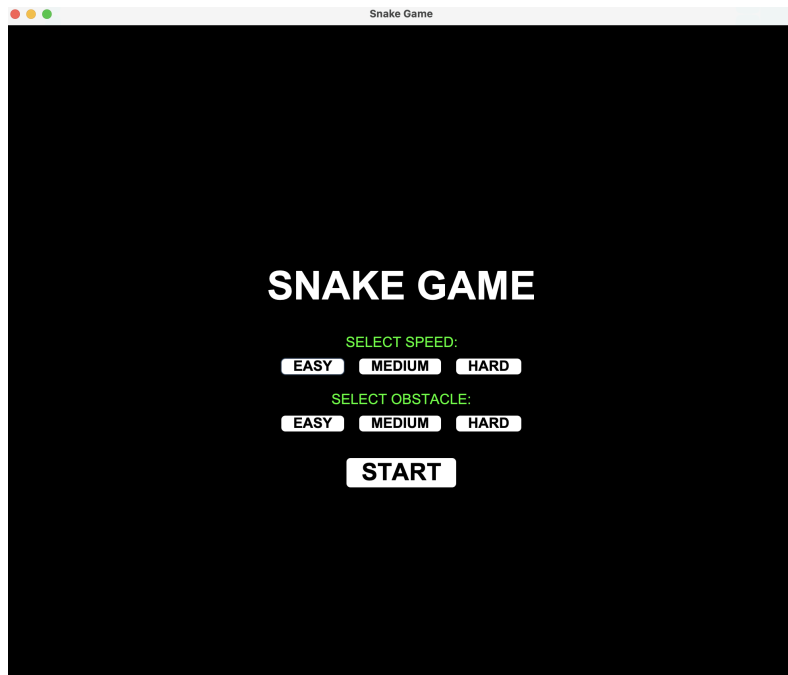 Snake Game
SNAKE GAME
SELECT SPEED:
EASY MEDIUM HARD
SELECT OBSTACLE:
EASY MEDIUM HARD
START